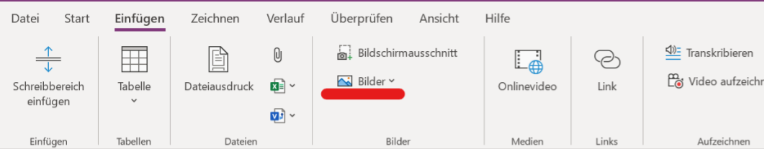 Datei Start Einfügen Zeichnen Verlauf Überprüfen Ansicht Hilfe
Schreibbereich einfügen
Tabelle
Dateiausdruck
Bildschirmausschnitt
Bilder
Onlinevideo
Link
Transkribieren
Video aufzeichn
Einfügen Tabellen Dateien Bilder Medien Links Aufzeichnen